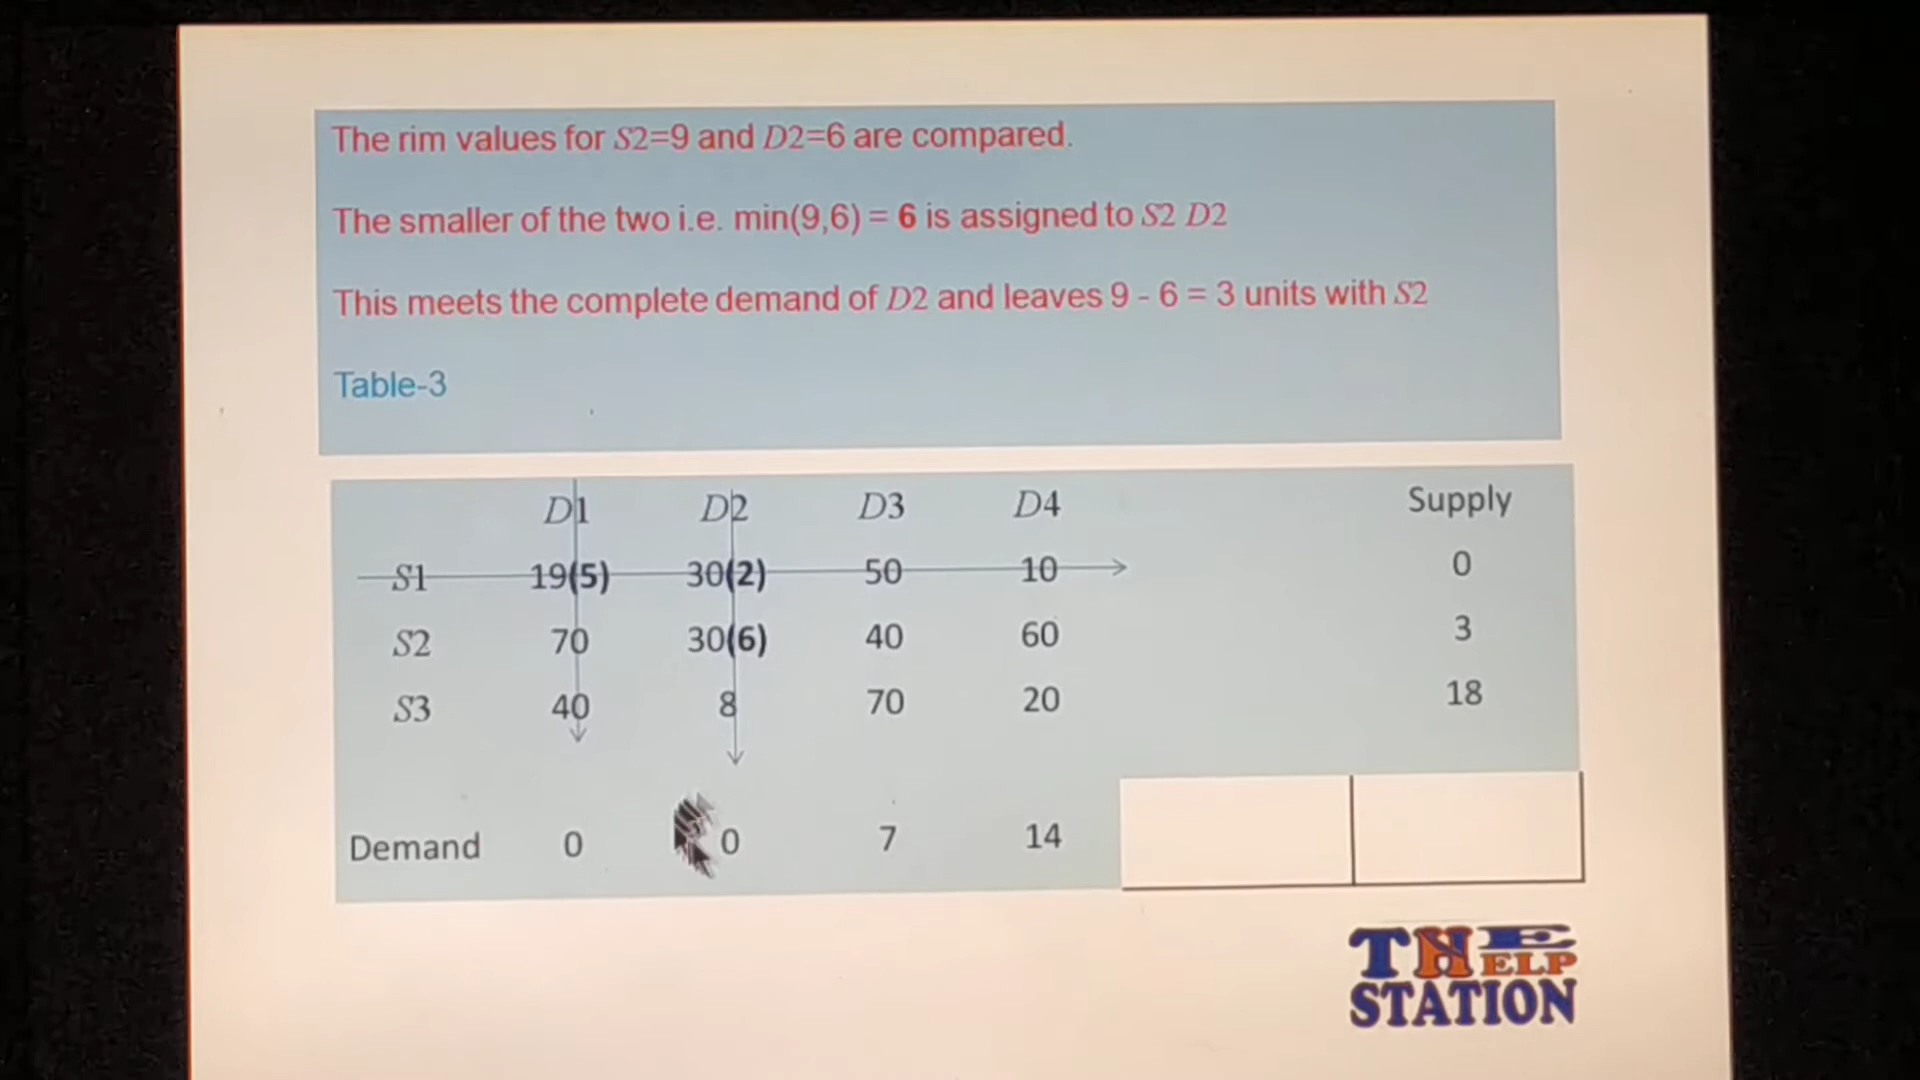 The rim values for S2=9 and D2=6 are compared.
The smaller of the two i.e. min(9,6) = 6 is assigned to S2 D2
This meets the complete demand of D2 and leaves 9 - 6 = 3 units with S2
Table-3
D1 D2 D3 D4 Supply
S1 19(5) 30(2) 50 10 0
S2 70 30(6) 40 60 3
S3 40 8 70 20 18
Demand 0 0 7 14
THE
HELP
STATION